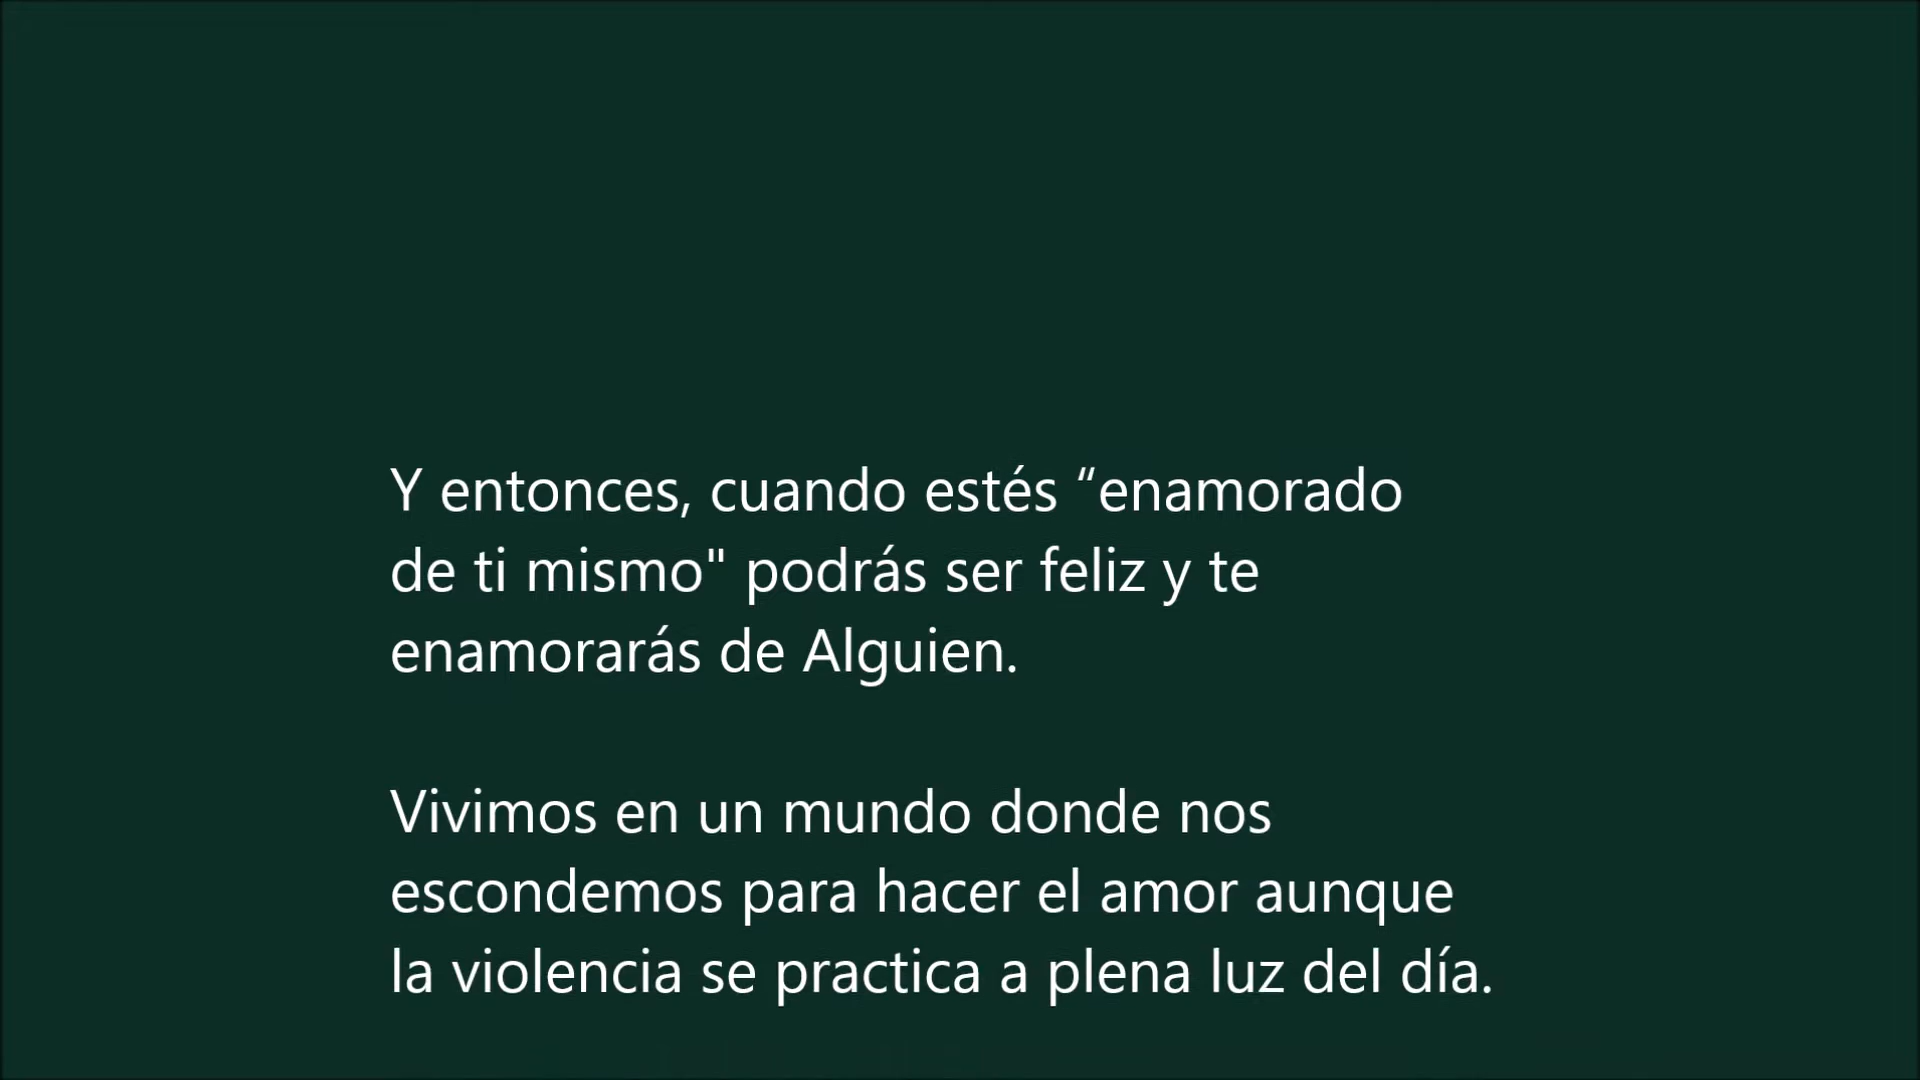 Y entonces, cuando estés “enamorado
de ti mismo" podrás ser feliz y te
enamorarás de Alguien.
Vivimos en un mundo donde nos
escondemos para hacer el amor aunque
la violencia se practica a plena luz del día.